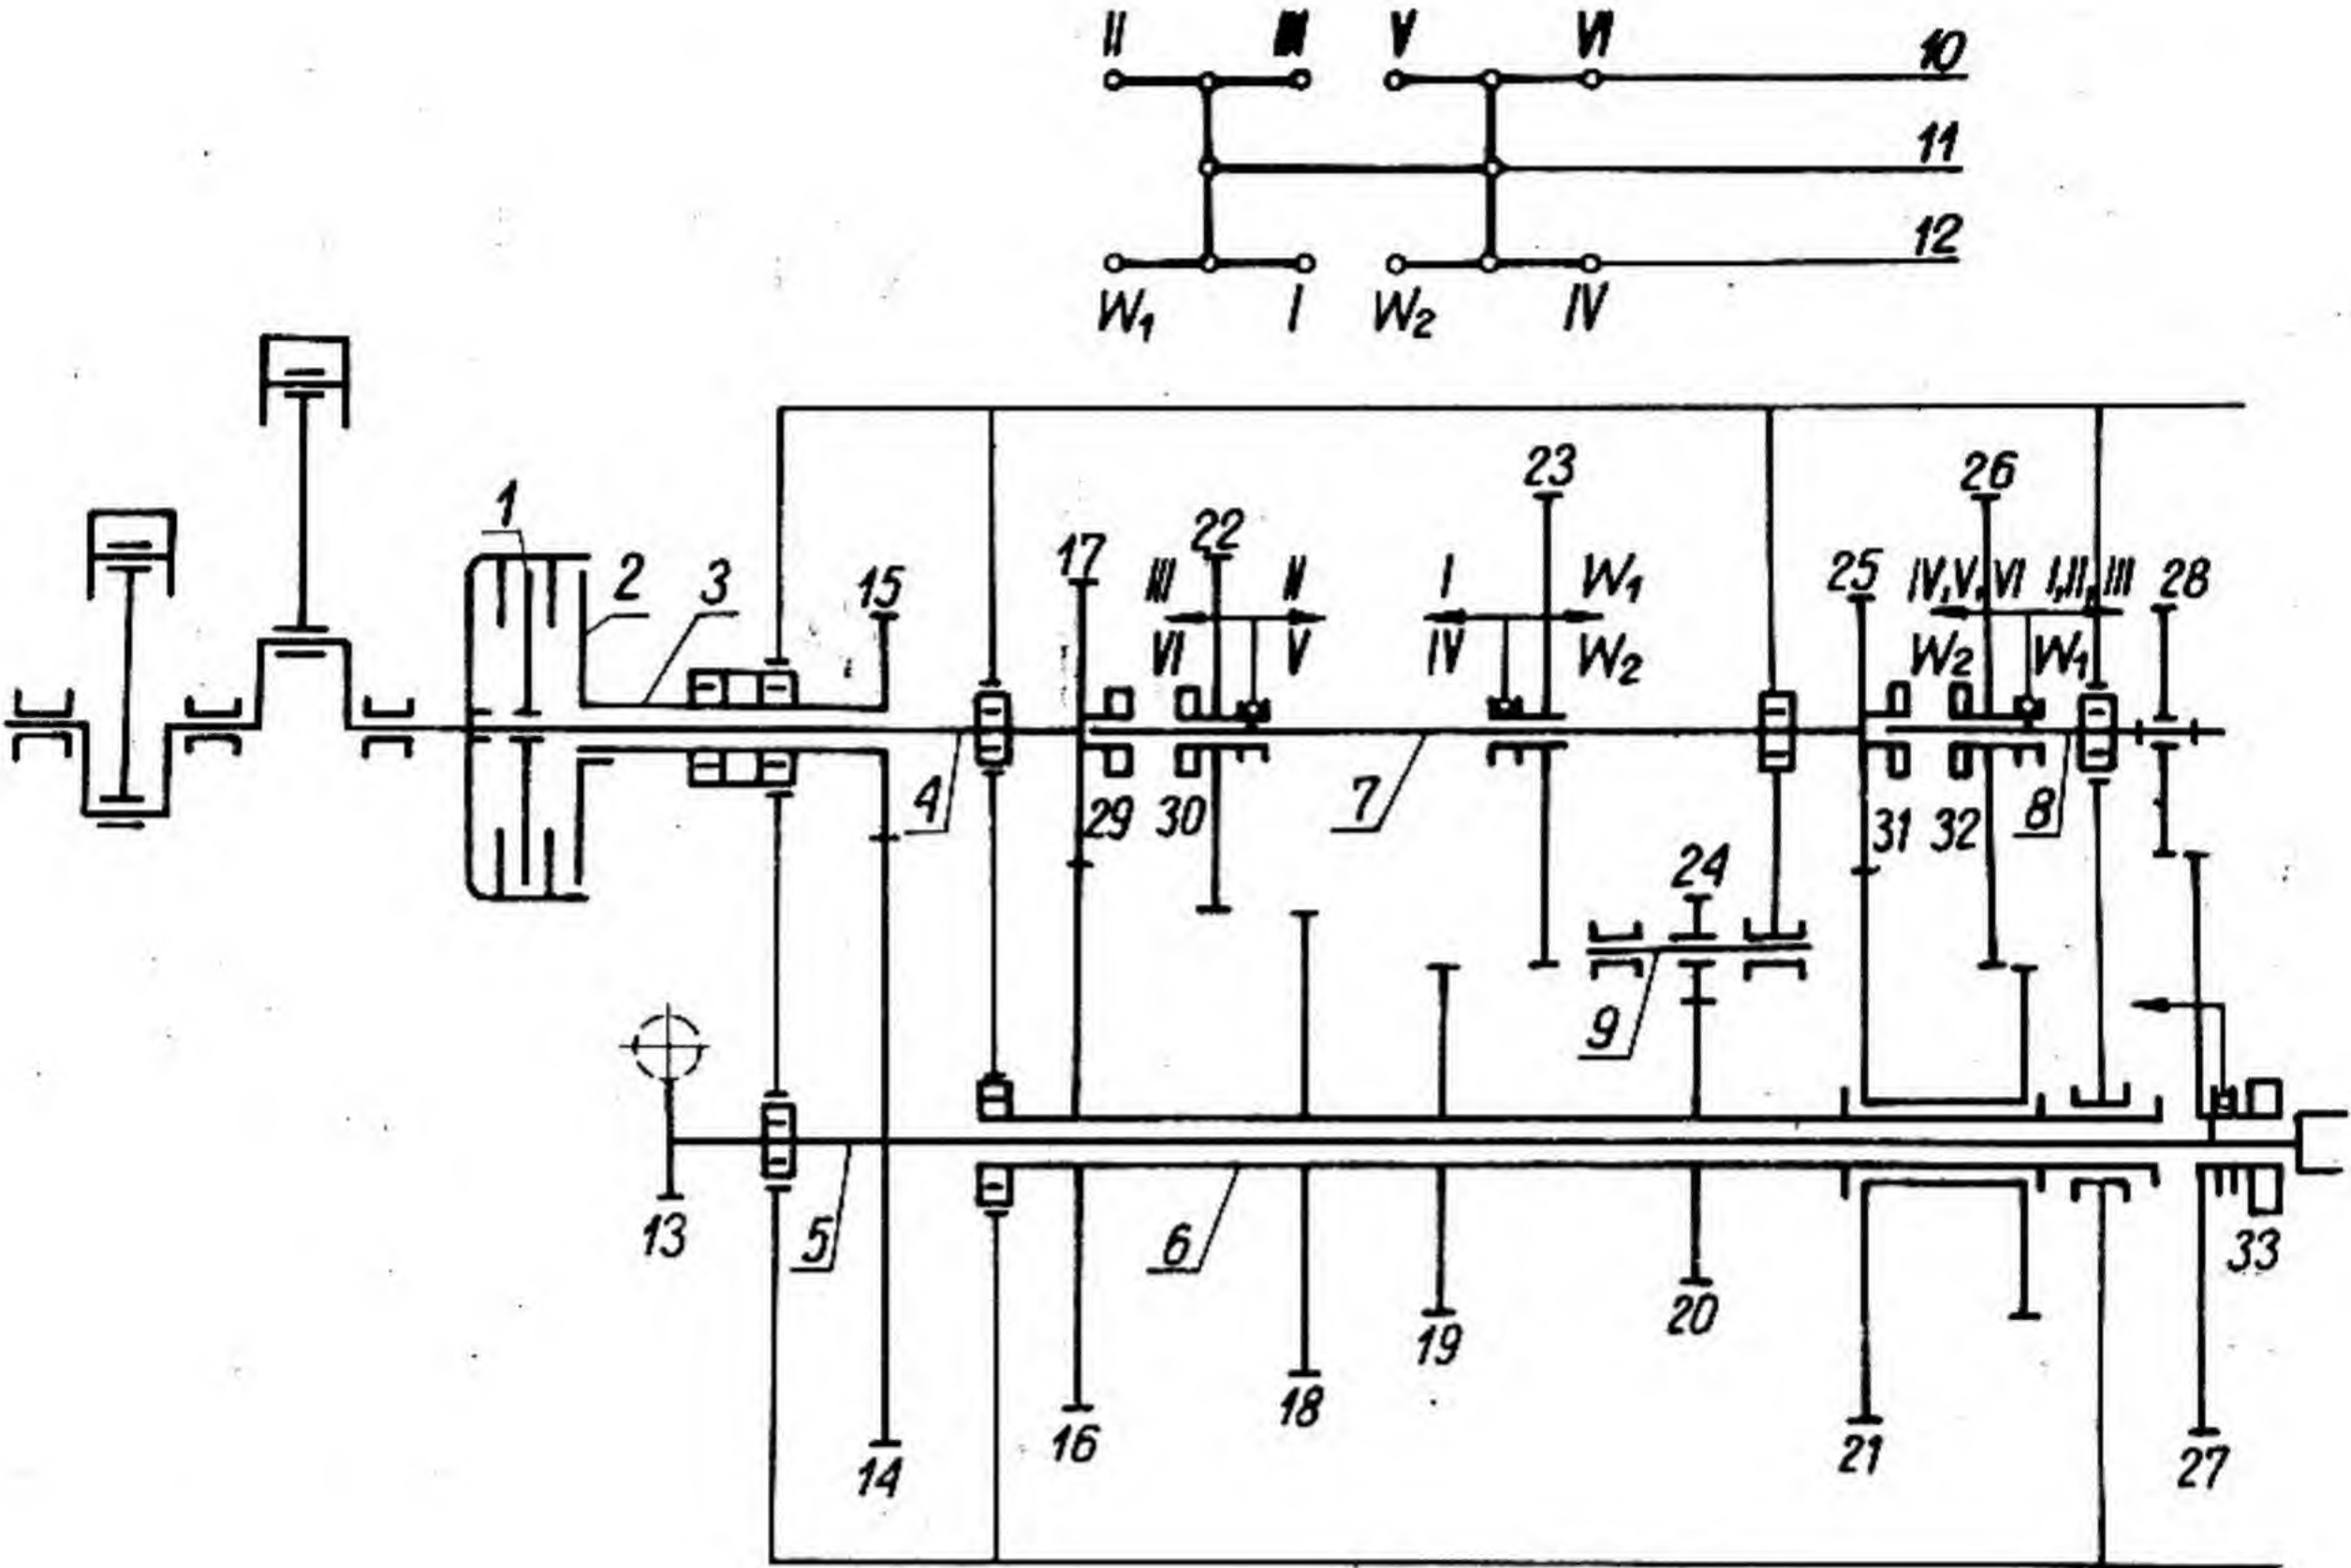 II III V VI 10
11
12
W₁ I W₂ IV
1 2 3 15 17 22 23 25 26 28
III II I W₁ IV, V, VI I, II, III
VI V IV W₂ W₂ W₁
4 29 30 7 24 31 32 8
9
13 5 6 19 20 33
16 18 21 27
14